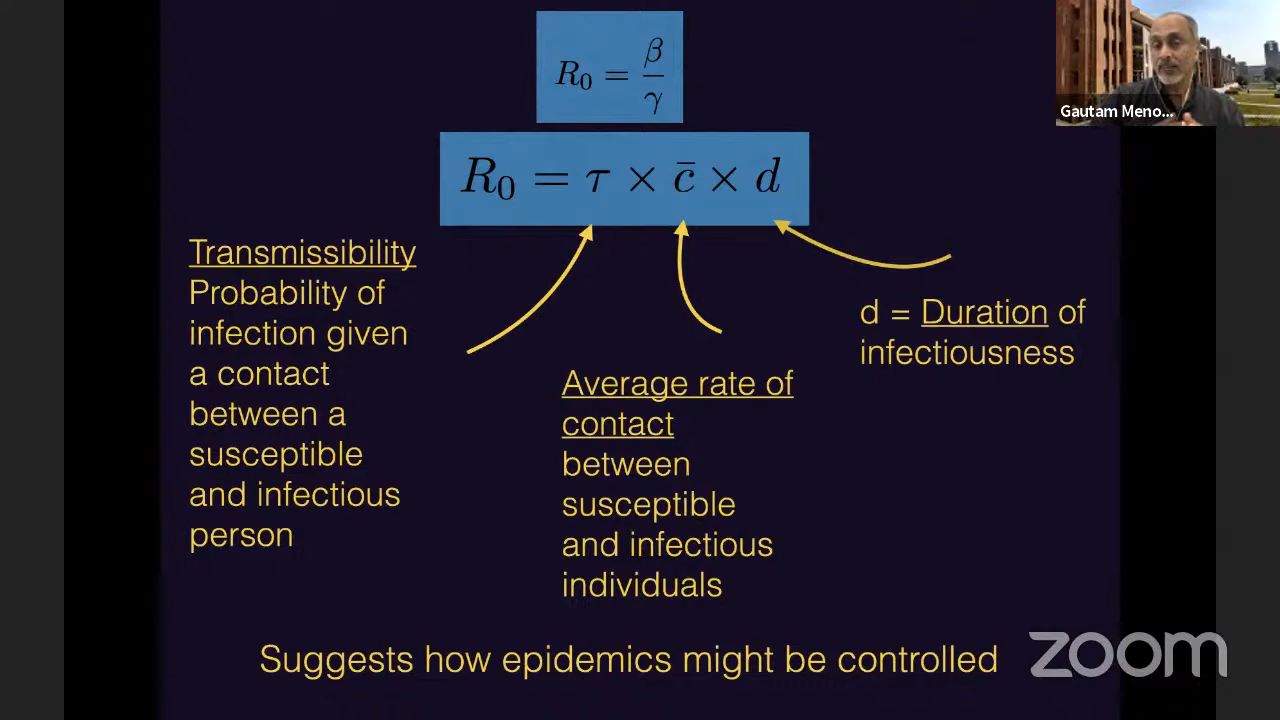 R₀ = β/γ
Gautam Meno...
R₀ = τ × c̄ × d
Transmissibility
Probability of
infection given
a contact
between a
susceptible
and infectious
person
Average rate of
contact
between
susceptible
and infectious
individuals
d = Duration of
infectiousness
Suggests how epidemics might be controlled
zoom